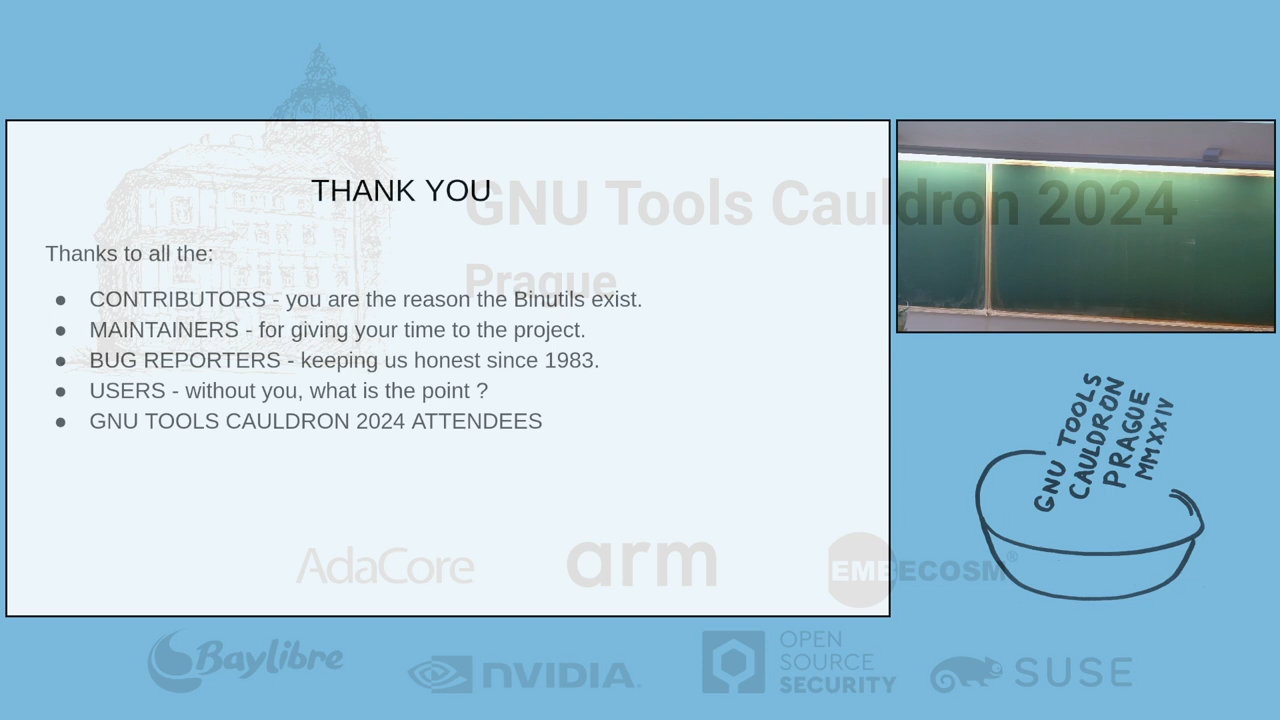 THANK YOU
GNU Tools Cauldron 2024
Prague
Thanks to all the:
● CONTRIBUTORS - you are the reason the Binutils exist.
● MAINTAINERS - for giving your time to the project.
● BUG REPORTERS - keeping us honest since 1983.
● USERS - without you, what is the point ?
● GNU TOOLS CAULDRON 2024 ATTENDEES
GNU TOOLS
CAULDRON
PRAGUE
MMXXIV
AdaCore
arm
EMBECOSM®
Baylibre
NVIDIA.
OPEN
SOURCE
SECURITY
SUSE